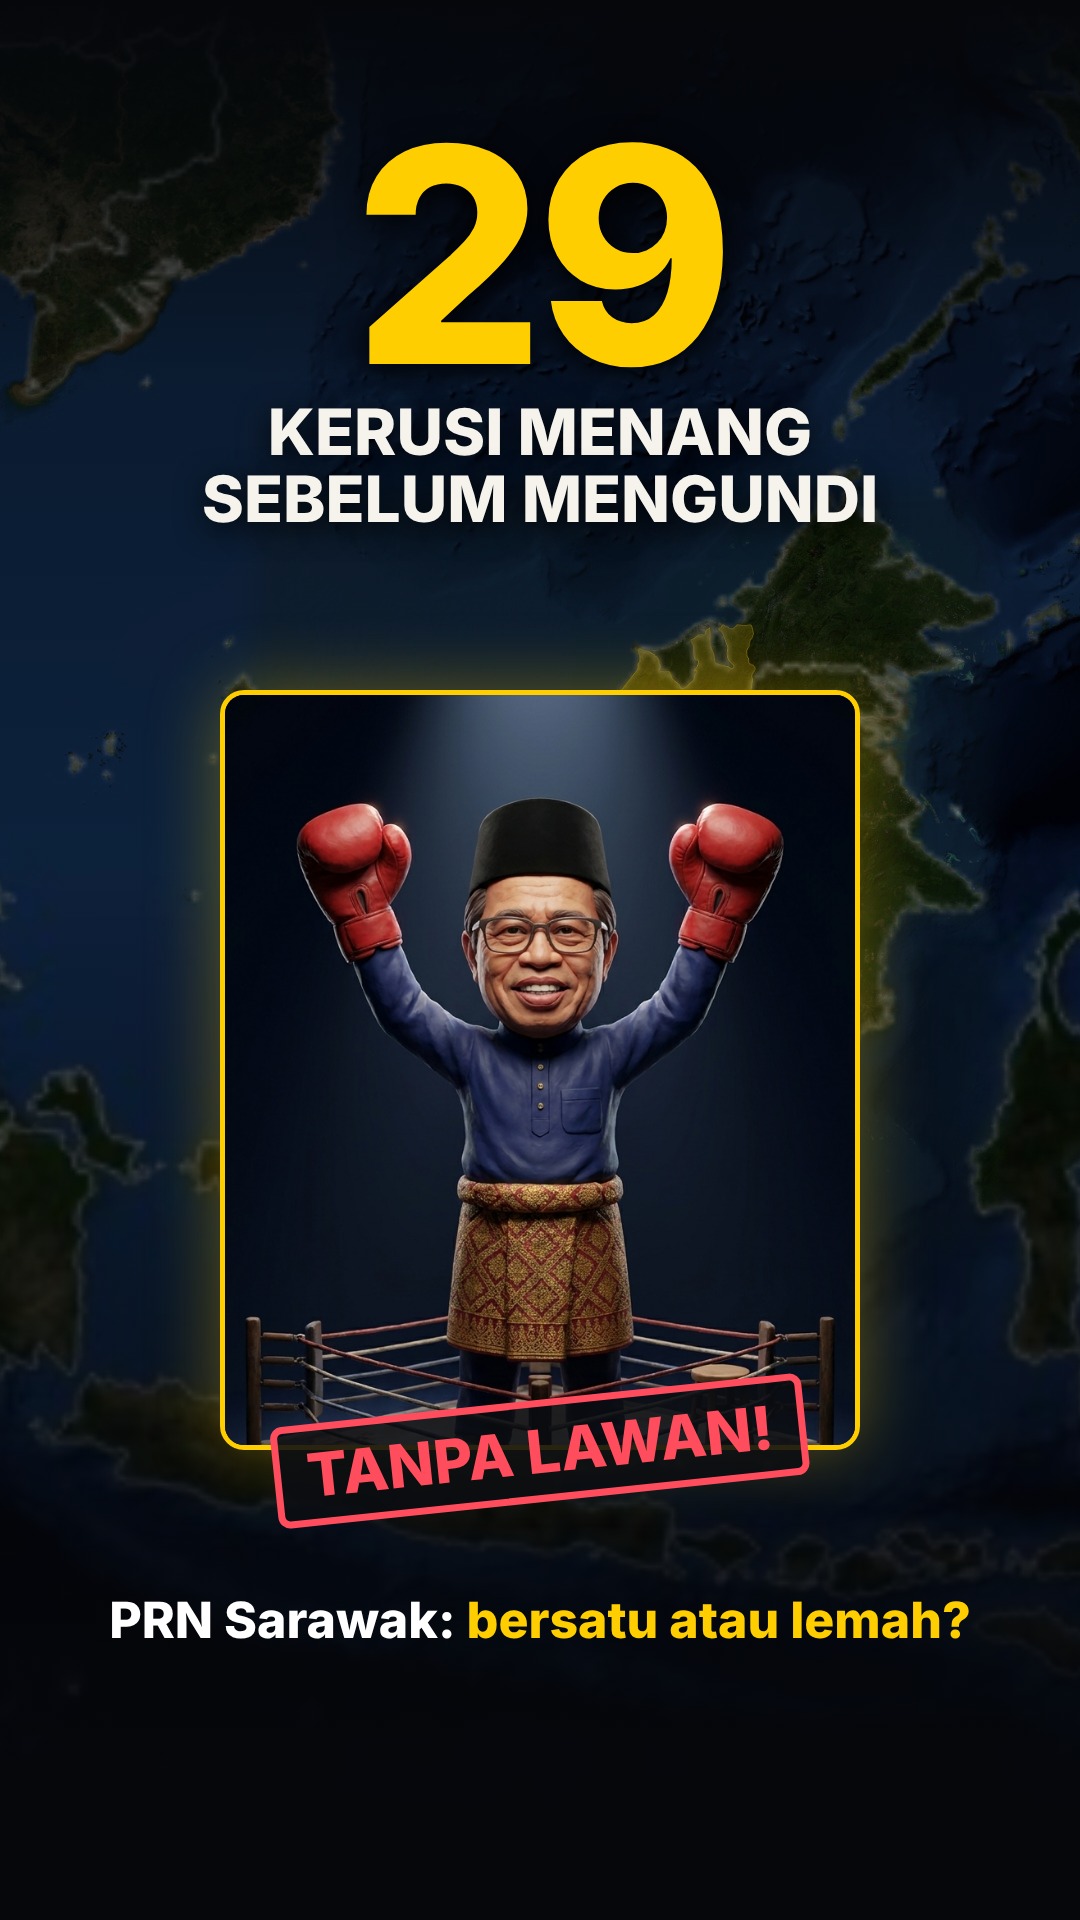 29
KERUSI MENANG
SEBELUM MENGUNDI
TANPA LAWAN!
PRN Sarawak: bersatu atau lemah?